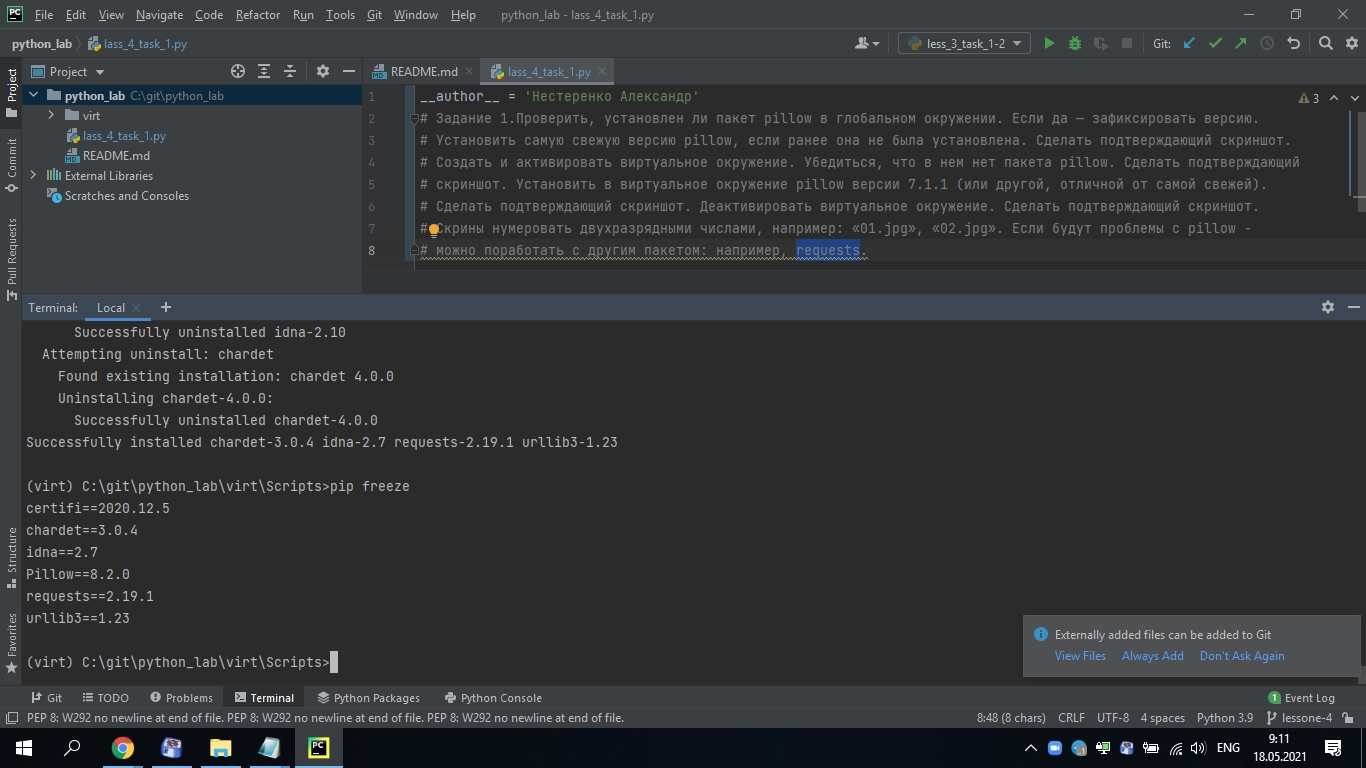 PC File Edit View Navigate Code Refactor Run Tools Git Window Help python_lab - lass_4_task_1.py
python_lab lass_4_task_1.py less_3_task_1-2 Git:
Project README.md lass_4_task_1.py
python_lab C:\git\python_lab
virt
lass_4_task_1.py
README.md
External Libraries
Scratches and Consoles
Project
Commit
Pull Requests
Structure
Favorites
3
1 __author__ = 'Нестеренко Александр'
2 # Задание 1.Проверить, установлен ли пакет pillow в глобальном окружении. Если да — зафиксировать версию.
3 # Установить самую свежую версию pillow, если ранее она не была установлена. Сделать подтверждающий скриншот.
4 # Создать и активировать виртуальное окружение. Убедиться, что в нем нет пакета pillow. Сделать подтверждающий
5 # скриншот. Установить в виртуальное окружение pillow версии 7.1.1 (или другой, отличной от самой свежей).
6 # Сделать подтверждающий скриншот. Деактивировать виртуальное окружение. Сделать подтверждающий скриншот.
7 # Скрины нумеровать двухразрядными числами, например: «01.jpg», «02.jpg». Если будут проблемы с pillow -
8 # можно поработать с другим пакетом: например, requests.
Terminal: Local
Successfully uninstalled idna-2.10
Attempting uninstall: chardet
Found existing installation: chardet 4.0.0
Uninstalling chardet-4.0.0:
Successfully uninstalled chardet-4.0.0
Successfully installed chardet-3.0.4 idna-2.7 requests-2.19.1 urllib3-1.23
(virt) C:\git\python_lab\virt\Scripts>pip freeze
certifi==2020.12.5
chardet==3.0.4
idna==2.7
Pillow==8.2.0
requests==2.19.1
urllib3==1.23
(virt) C:\git\python_lab\virt\Scripts>
Externally added files can be added to Git
View Files Always Add Don't Ask Again
Git TODO Problems Terminal Python Packages Python Console 1 Event Log
PEP 8: W292 no newline at end of file. PEP 8: W292 no newline at end of file. PEP 8: W292 no newline at end of file. 8:48 (8 chars) CRLF UTF-8 4 spaces Python 3.9 lessone-4
PC ENG 9:11
18.05.2021